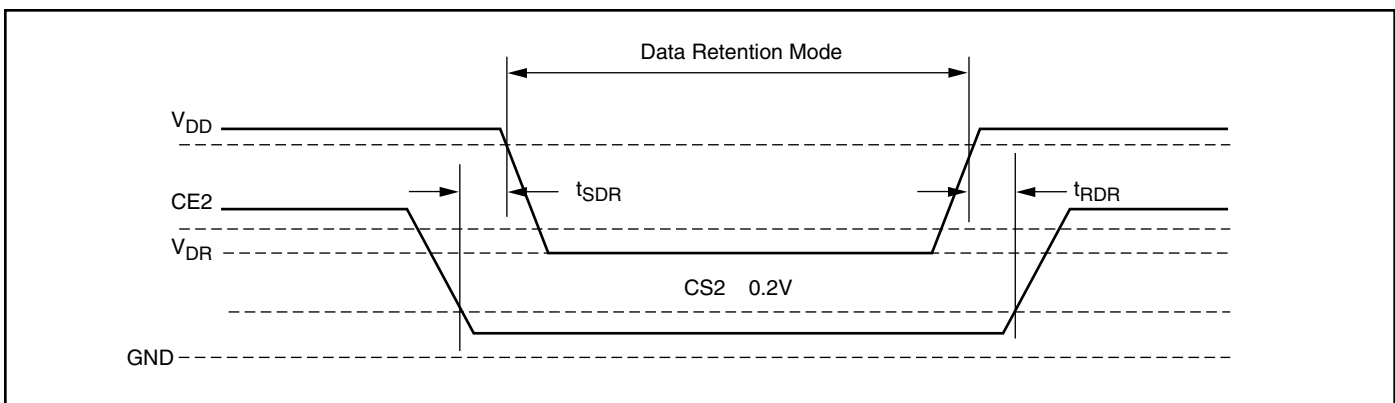 Data Retention Mode
VDD
tSDR
tRDR
CE2
VDR
CS2 0.2V
GND